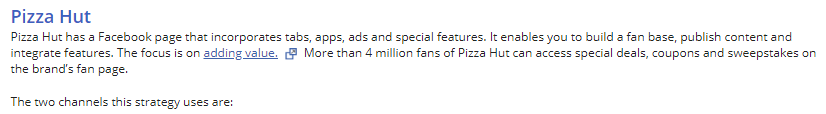 Pizza Hut
Pizza Hut has a Facebook page that incorporates tabs, apps, ads and special features. It enables you to build a fan base, publish content and
integrate features. The focus is on adding value. More than 4 million fans of Pizza Hut can access special deals, coupons and sweepstakes on
the brand's fan page.
The two channels this strategy uses are: